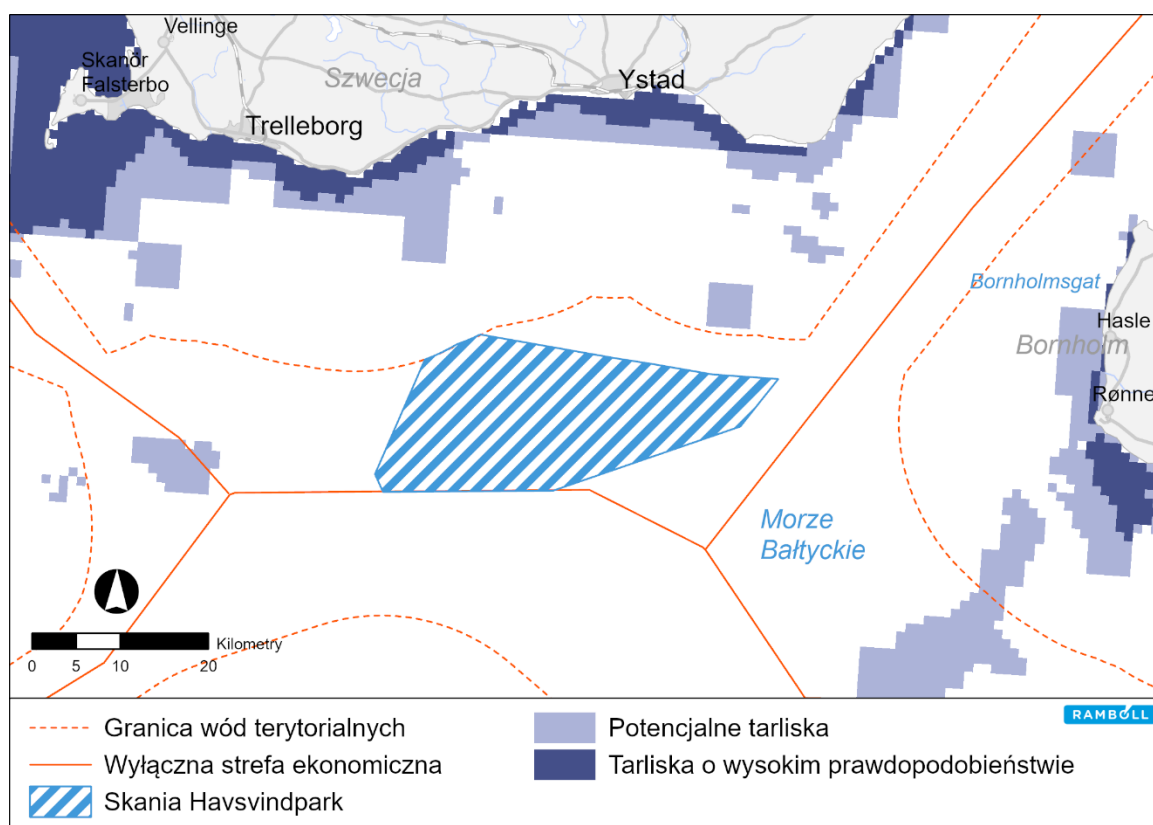 Vellinge
Skanör
Falsterbo
Szwecja
Ystad
Trelleborg
Bornholmsgat
Hasle
Bornholm
Rønne
Morze
Bałtyckie
Kilometry
0 5 10 20
RAMBOLL
Granica wód terytorialnych
Potencjalne tarliska
Wyłączna strefa ekonomiczna
Tarliska o wysokim prawdopodobieństwie
Skania Havsvindpark